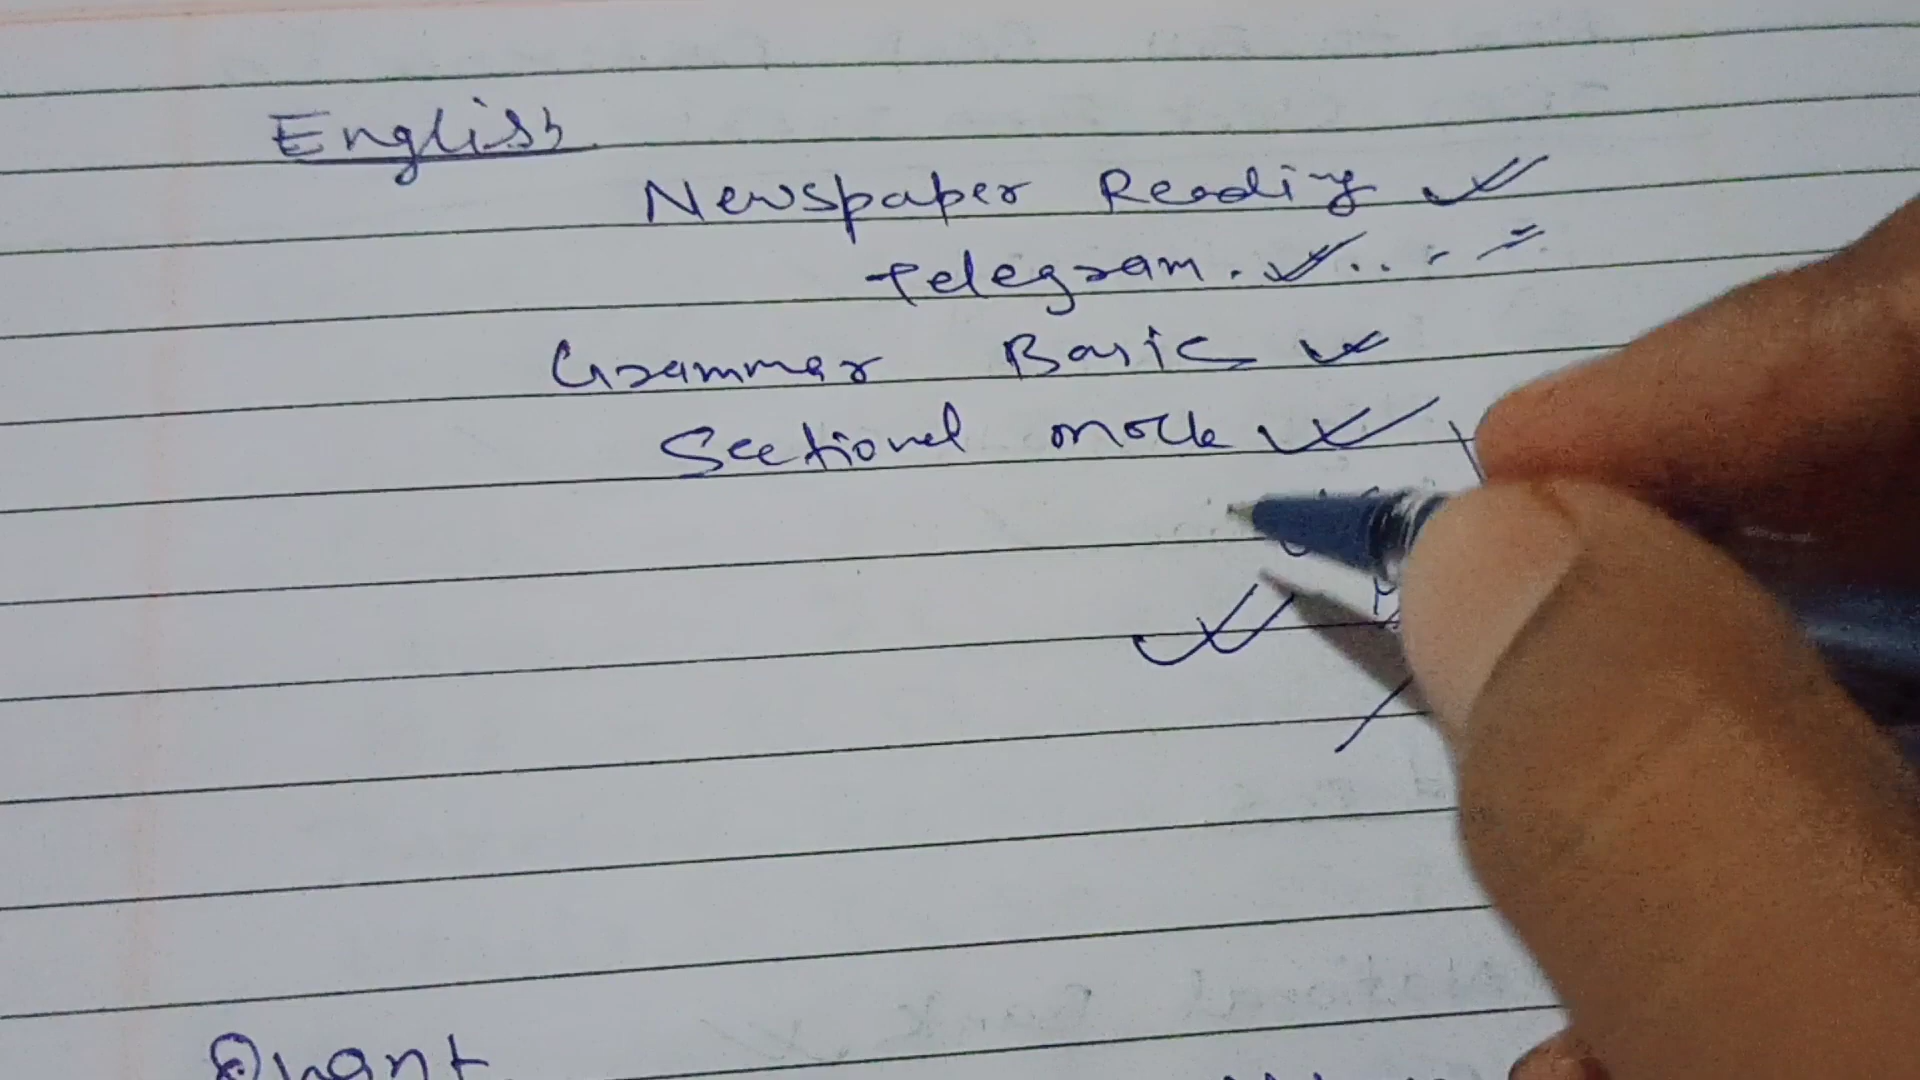 English
Newspaper Reading
Telegram.
Grammar Basic
Sectional mock
Quant